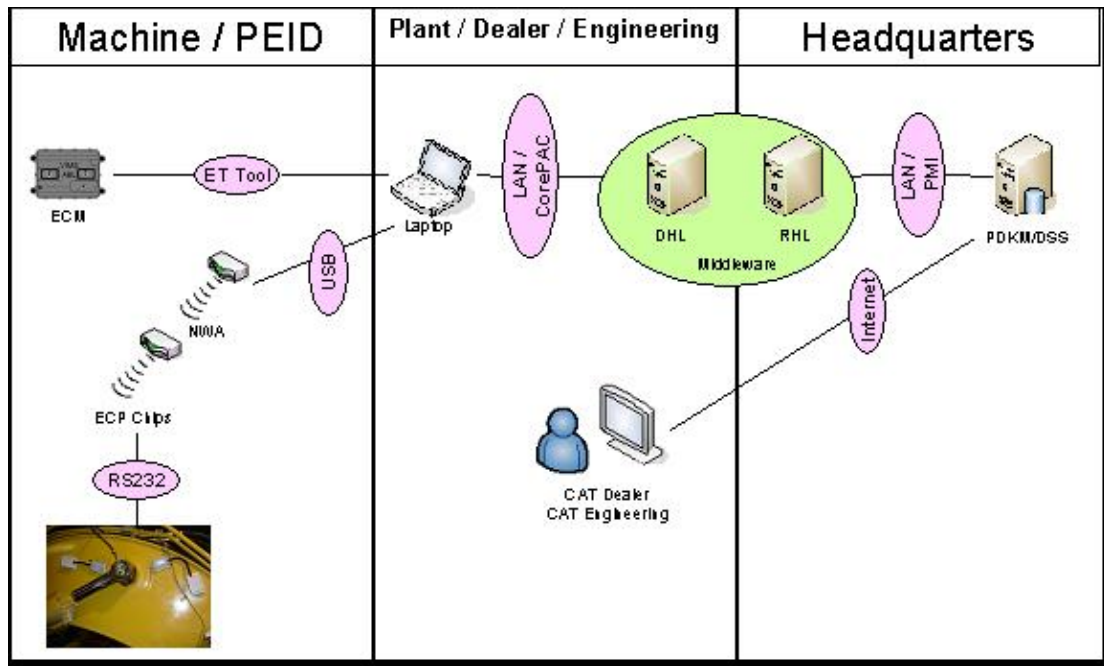 Machine / PEID
Plant / Dealer / Engineering
Headquarters
ECM
ET Tool
Laptop
LAN /
CorePAC
DHL
RHL
Middleware
LAN /
PMI
PDKM/DSS
USB
NWA
Internet
ECP Chips
RS232
CAT Dealer
CAT Engineering